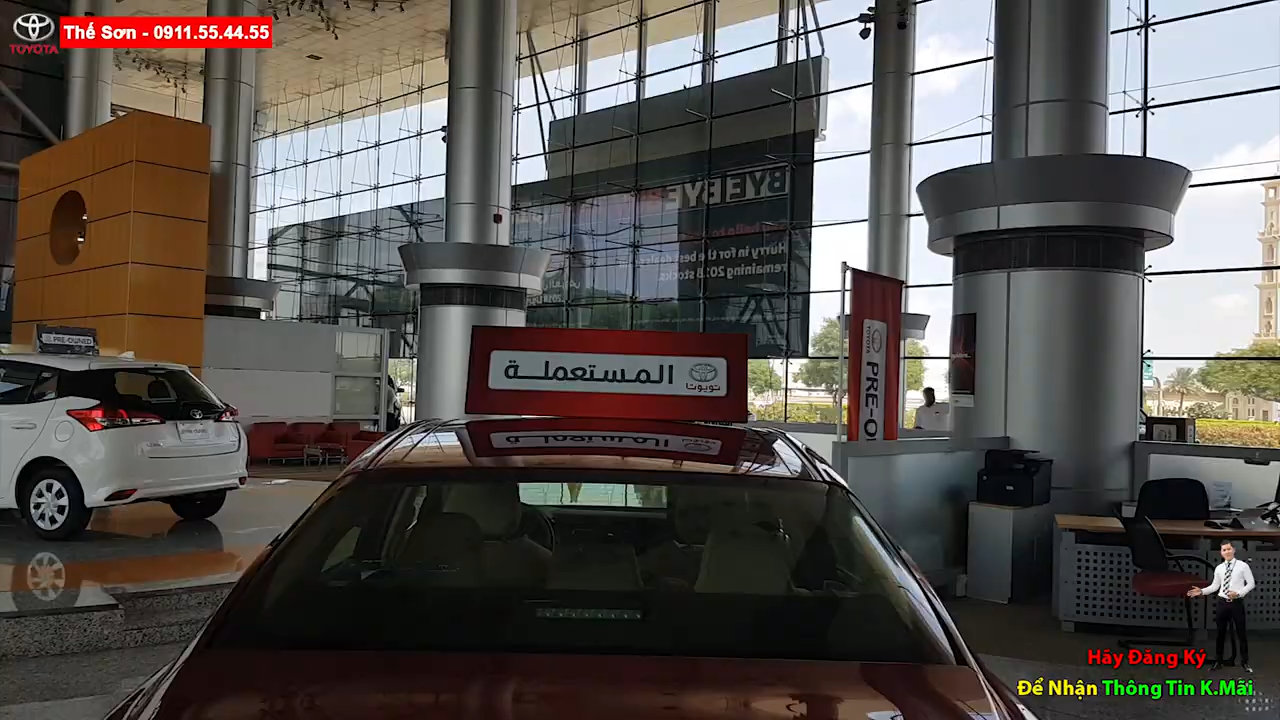 TOYOTA
Thế Sơn - 0911.55.44.55
BYE BYE
Hurry in for the best deals
remaining 2018 stocks.
PRE-OWNED
المستعملة
تويوتا
TOYOTA
PRE-O
Hãy Đăng Ký
Để Nhận Thông Tin K.Mãi